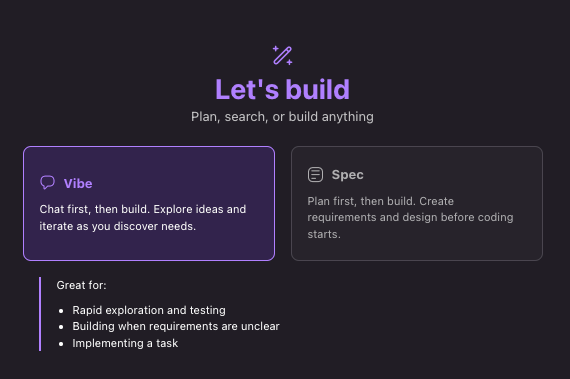 Let's build
Plan, search, or build anything
Vibe
Chat first, then build. Explore ideas and
iterate as you discover needs.
Spec
Plan first, then build. Create
requirements and design before coding
starts.
Great for:
• Rapid exploration and testing
• Building when requirements are unclear
• Implementing a task